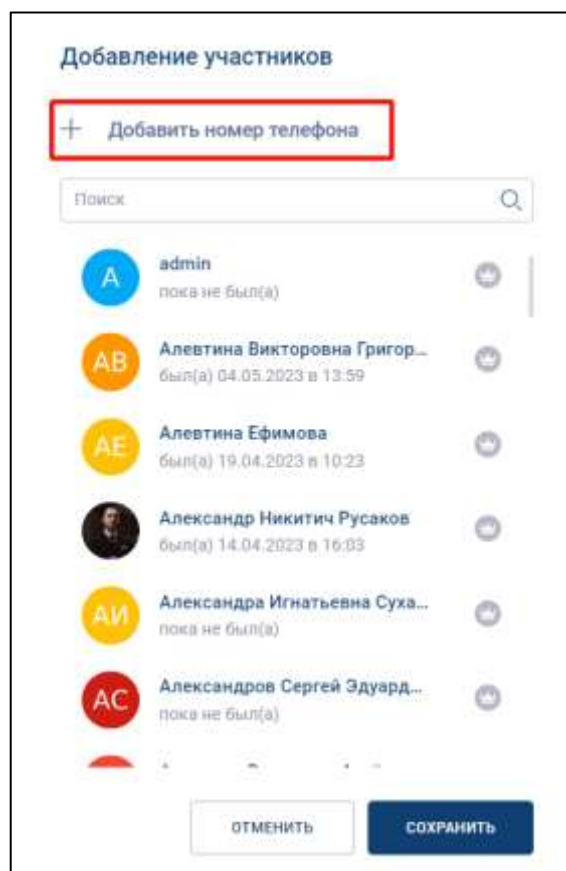 Добавление участников
+ Добавить номер телефона
Поиск
A
admin
пока не был(а)
АВ
Алевтина Викторовна Григор...
был(а) 04.05.2023 в 13:59
АЕ
Алевтина Ефимова
был(а) 19.04.2023 в 10:23
Александр Никитич Русаков
был(а) 14.04.2023 в 16:03
АИ
Александра Игнатьевна Суха...
пока не был(а)
АС
Александров Сергей Эдуард...
пока не был(а)
ОТМЕНИТЬ
СОХРАНИТЬ